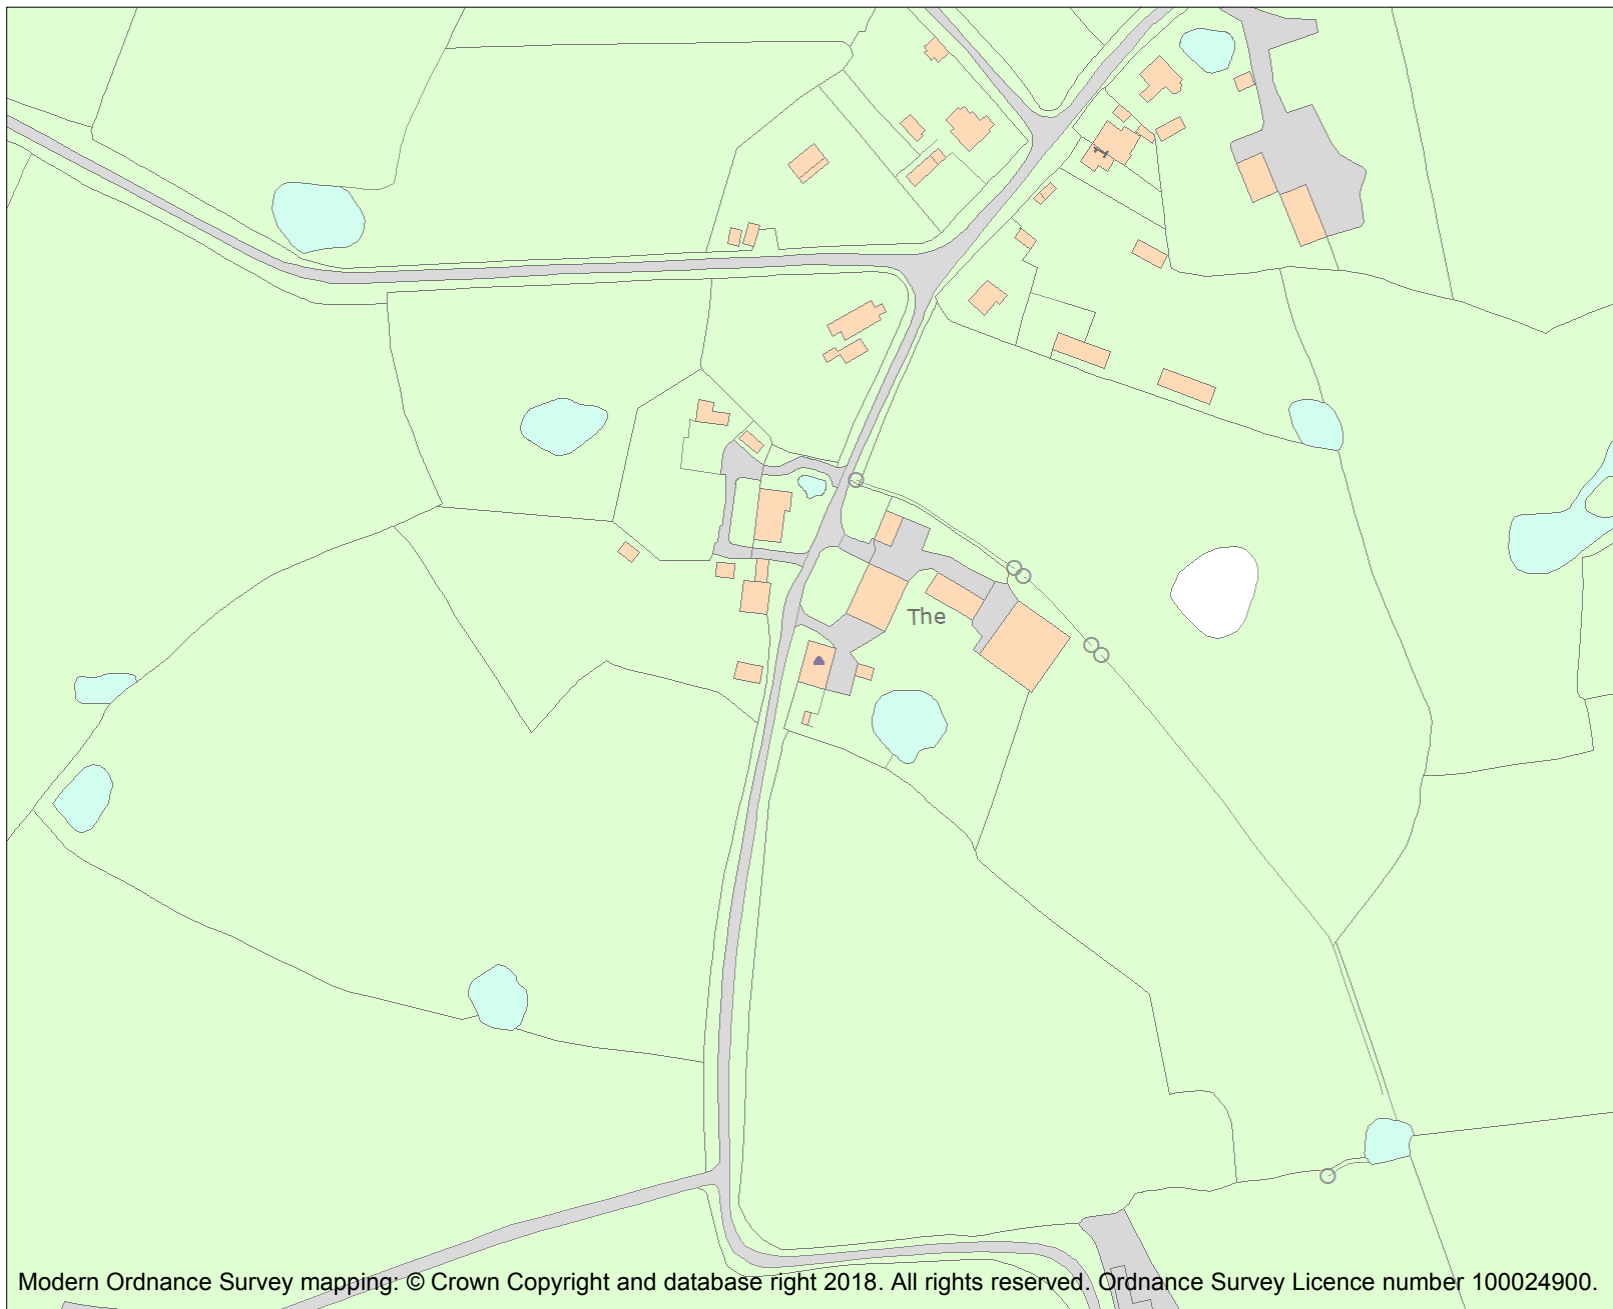 1
The
Modern Ordnance Survey mapping: © Crown Copyright and database right 2018. All rights reserved. Ordnance Survey Licence number 100024900.